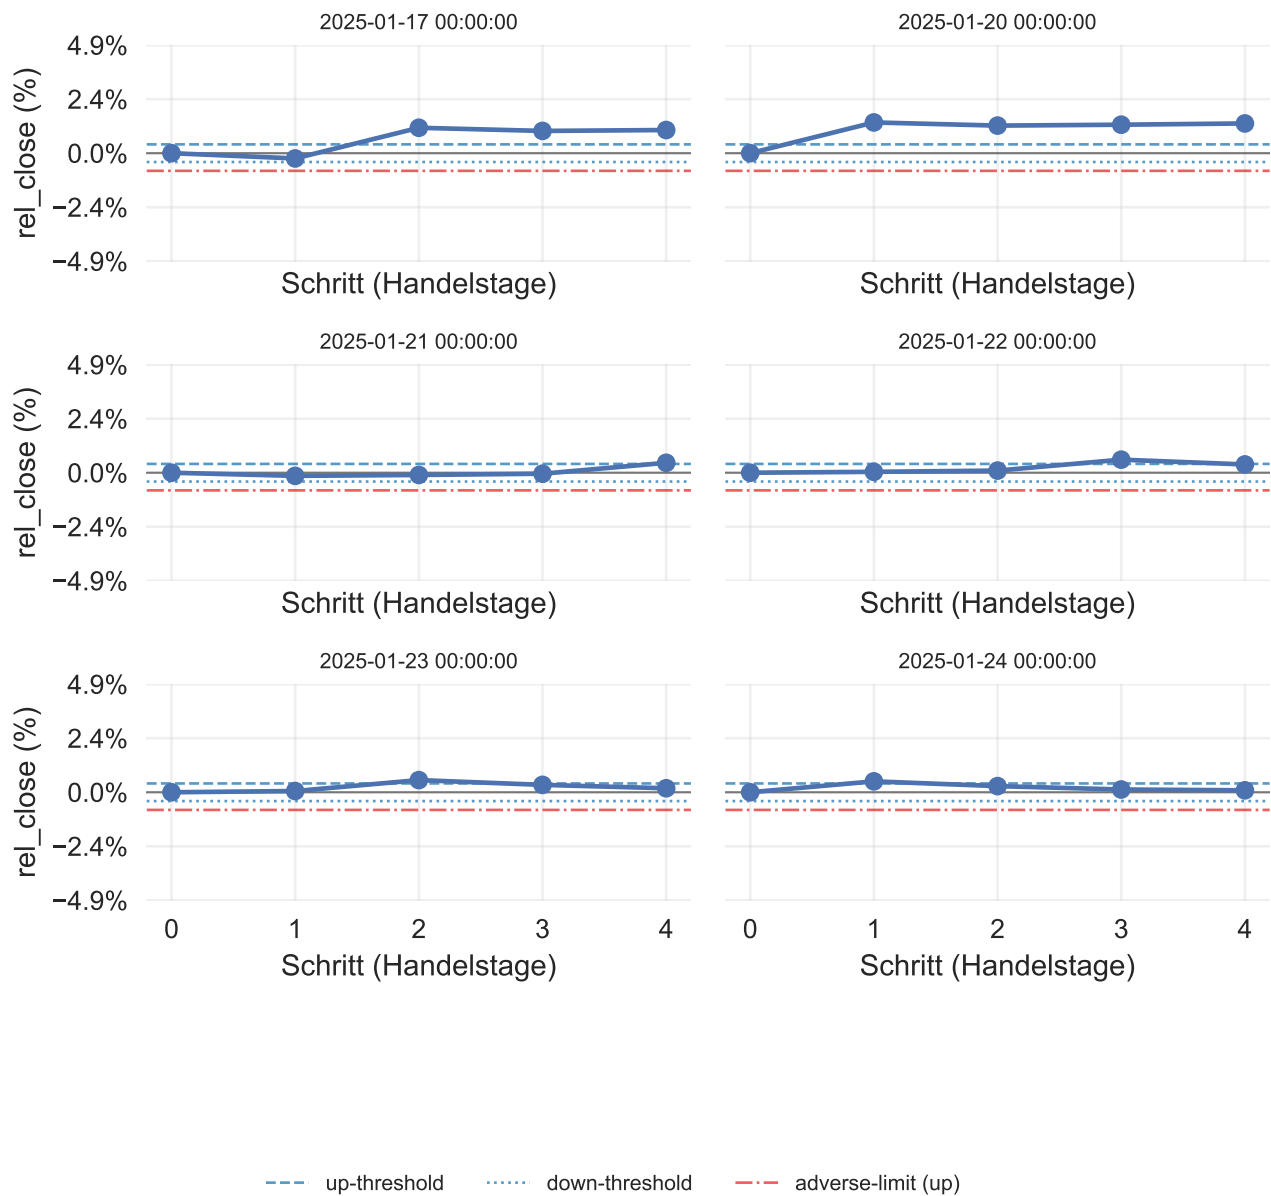 2025-01-17 00:00:00
2025-01-20 00:00:00
4.9%
2.4%
0.0%
−2.4%
−4.9%
rel_close (%)
Schritt (Handelstage)
Schritt (Handelstage)
2025-01-21 00:00:00
2025-01-22 00:00:00
4.9%
2.4%
0.0%
−2.4%
−4.9%
rel_close (%)
Schritt (Handelstage)
Schritt (Handelstage)
2025-01-23 00:00:00
2025-01-24 00:00:00
4.9%
2.4%
0.0%
−2.4%
−4.9%
rel_close (%)
0 1 2 3 4
0 1 2 3 4
Schritt (Handelstage)
Schritt (Handelstage)
up-threshold
down-threshold
adverse-limit (up)